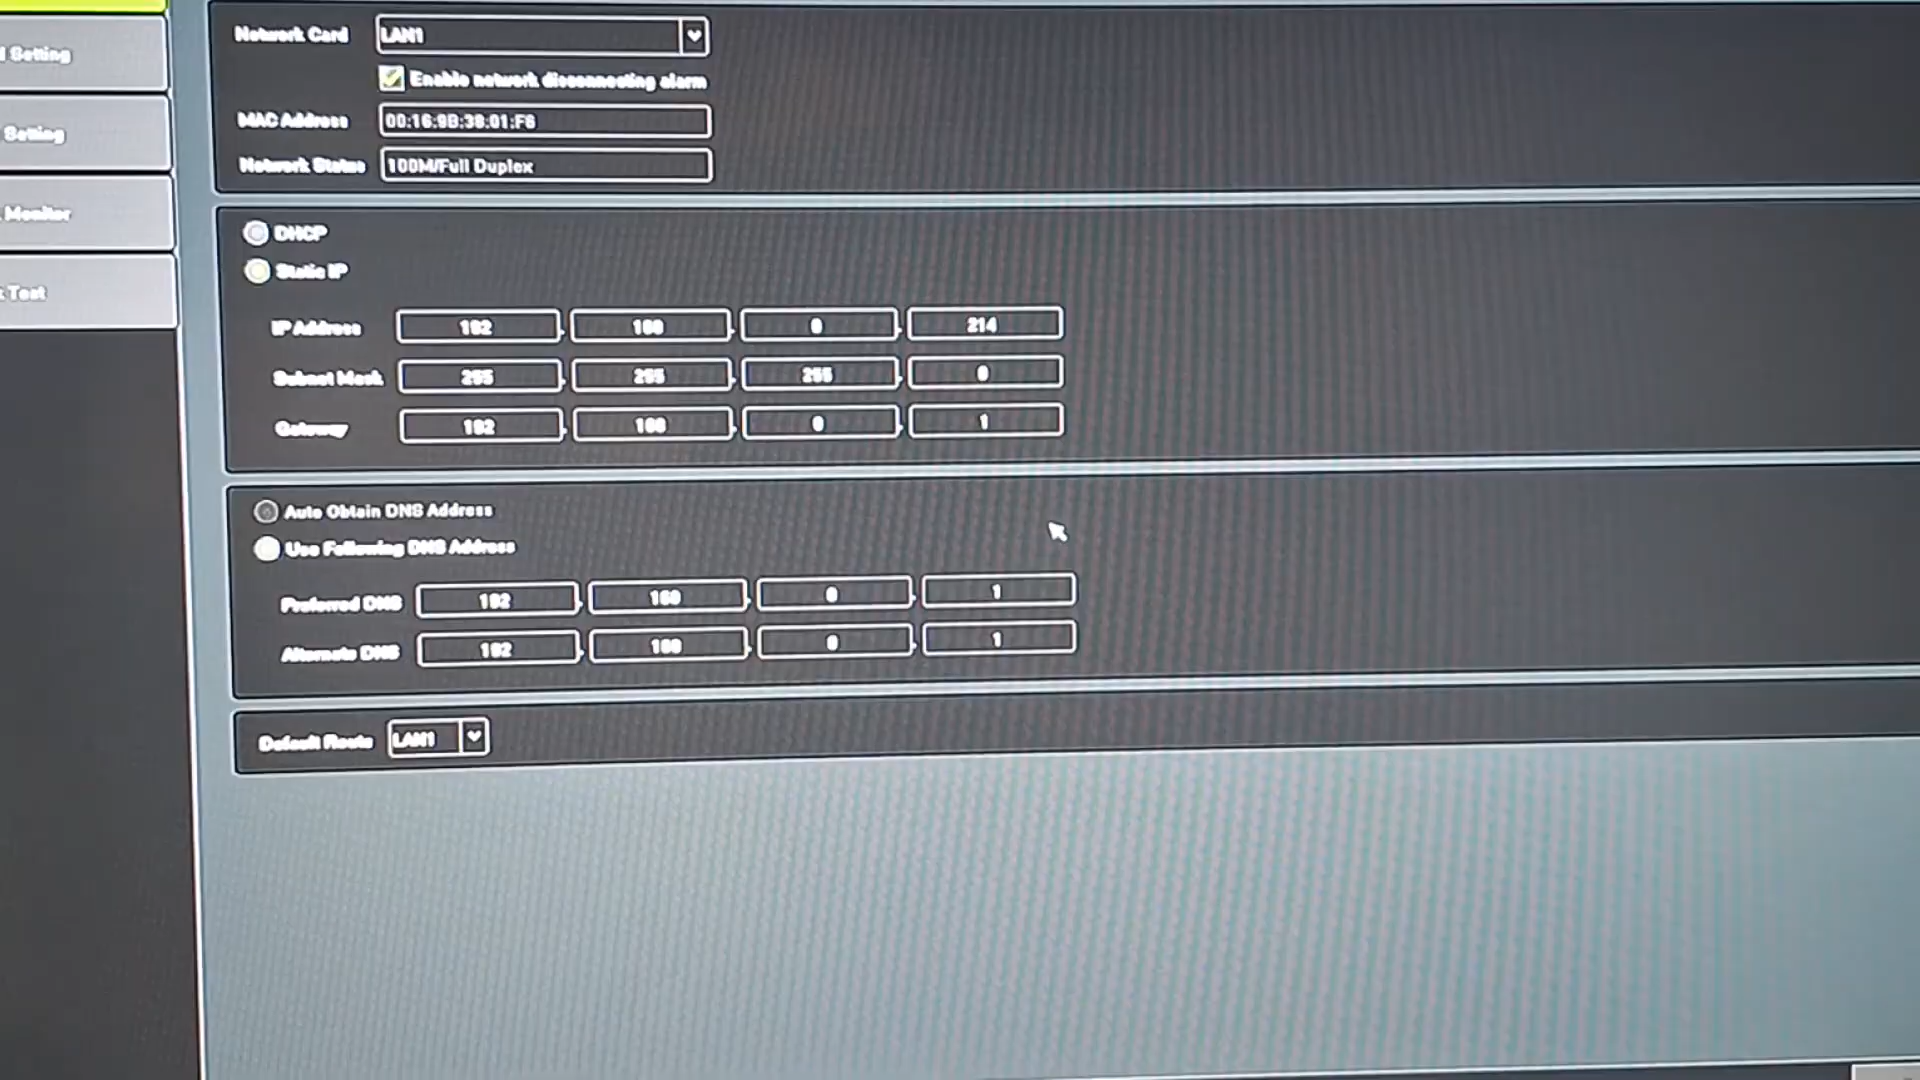 Network Card LAN1
Setting
Enable network disconnecting alarm
MAC Address 00:16:9B:38:01:F6
Setting
Network Status 100M/Full Duplex
Monitor
DHCP
Static IP
Test
IP Address 192 . 168 . 0 . 214
Subnet Mask 255 . 255 . 255 . 0
Gateway 192 . 168 . 0 . 1
Auto Obtain DNS Address
Use Following DNS Address
Preferred DNS 192 . 168 . 0 . 1
Alternate DNS 192 . 168 . 0 . 1
Default Route LAN1